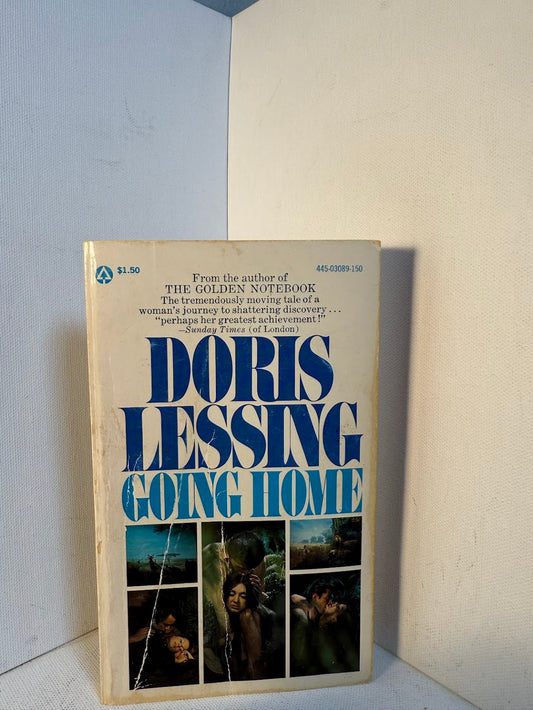 $1.50
445-03089-150
From the author of
THE GOLDEN NOTEBOOK
The tremendously moving tale of a
woman's journey to shattering discovery...
"perhaps her greatest achievement!"
—Sunday Times (of London)
DORIS
LESSING
GOING HOME